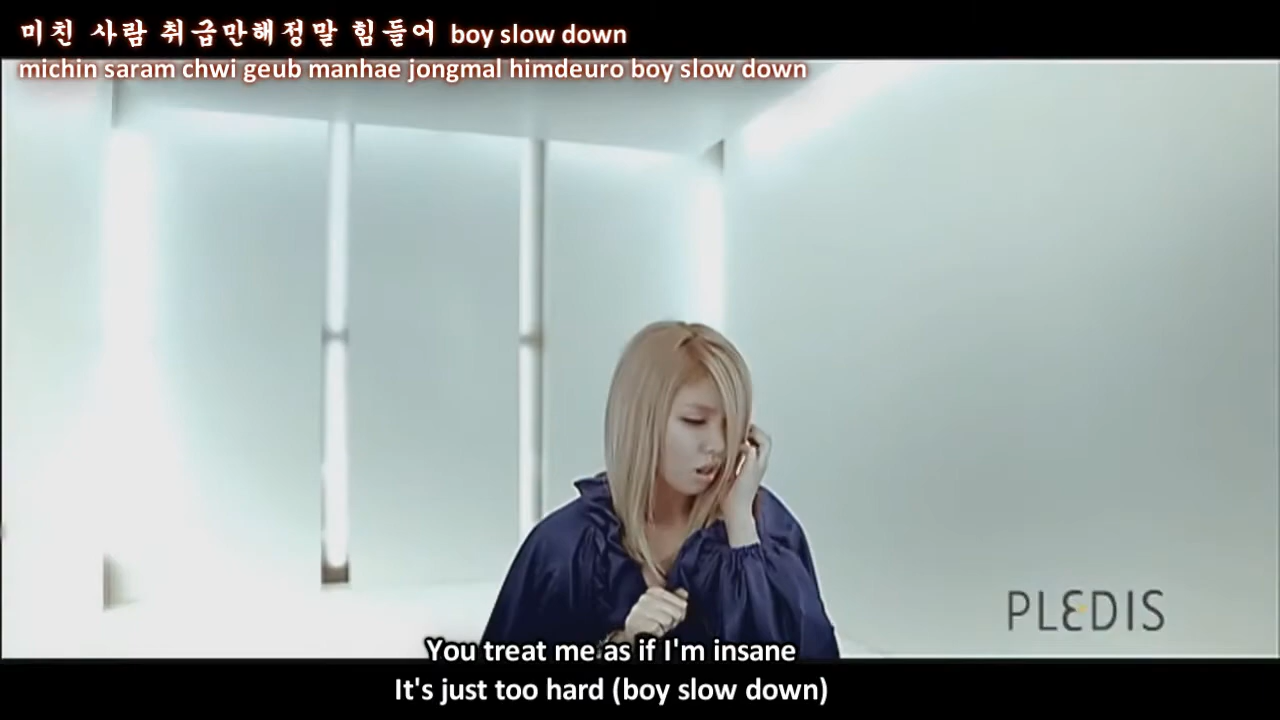 미친 사람 취급만해정말 힘들어 boy slow down
michin saram chwi geub manhae jongmal himdeuro boy slow down
PLEDIS
You treat me as if I'm insane
It's just too hard (boy slow down)